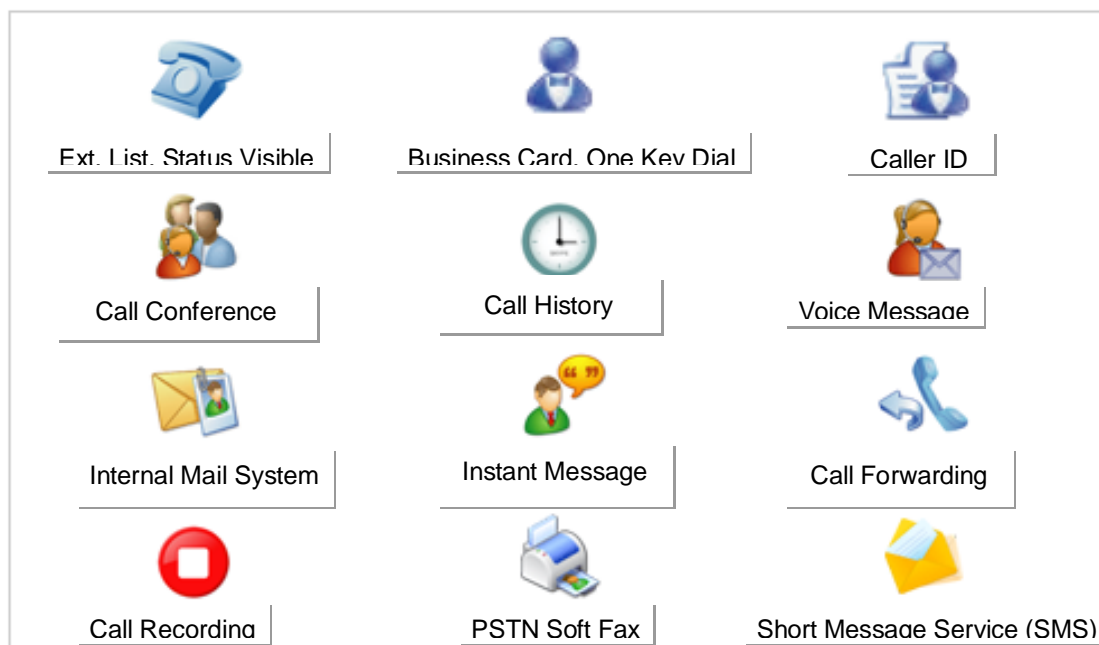 Ext. List. Status Visible
Business Card. One Key Dial
Caller ID
Call Conference
Call History
Voice Message
Internal Mail System
Instant Message
Call Forwarding
Call Recording
PSTN Soft Fax
Short Message Service (SMS)